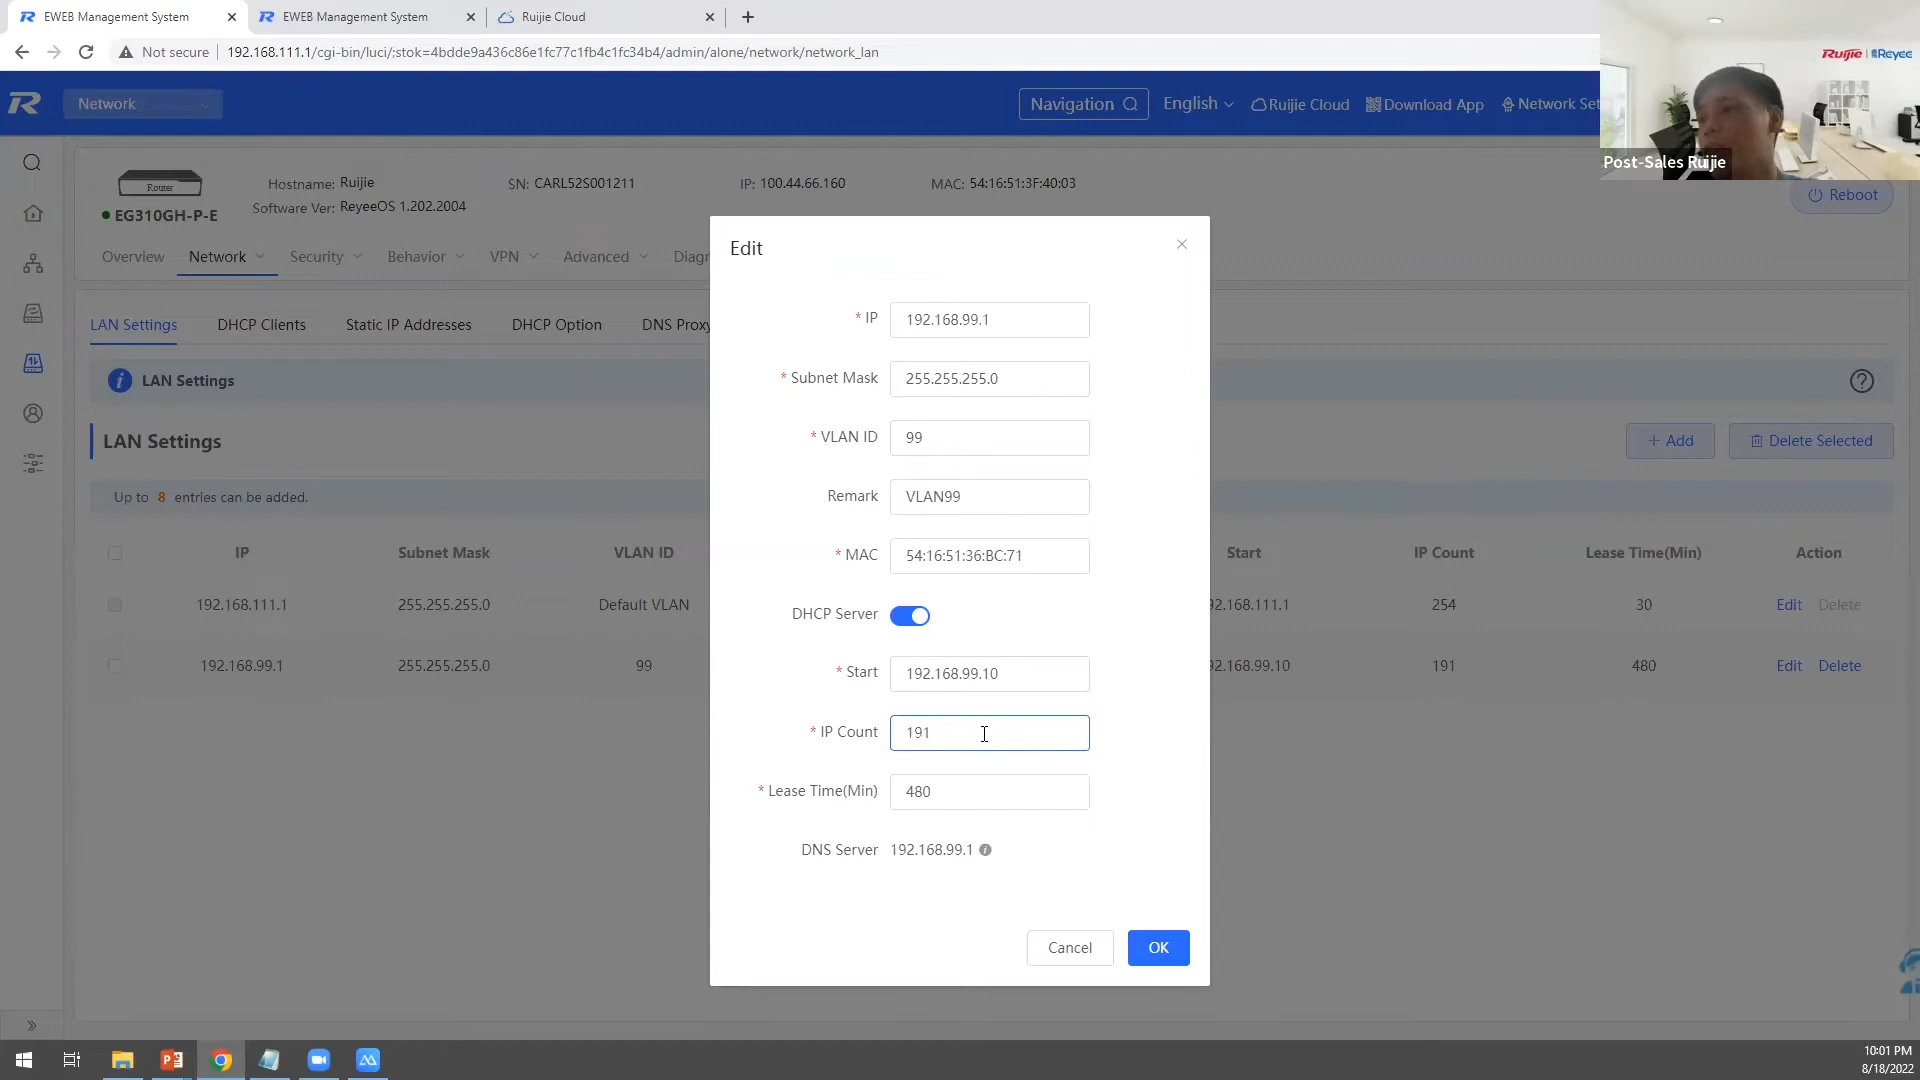 EWEB Management System
EWEB Management System
Ruijie Cloud
Not secure
192.168.111.1/cgi-bin/luci/;stok=4bdde9a436c86e1fc77c1fb4c1fc34b4/admin/alone/network/network_lan
Ruijie | Reyee
Post-Sales Ruijie
Network
Navigation
English
Ruijie Cloud
Download App
Network Set
Router
EG310GH-P-E
Hostname: Ruijie
SN: CARL52S001211
IP: 100.44.66.160
MAC: 54:16:51:3F:40:03
Software Ver: ReyeeOS 1.202.2004
Reboot
Overview
Network
Security
Behavior
VPN
Advanced
Diagn
LAN Settings
DHCP Clients
Static IP Addresses
DHCP Option
DNS Proxy
LAN Settings
LAN Settings
+ Add
Delete Selected
Up to 8 entries can be added.
IP
Subnet Mask
VLAN ID
Start
IP Count
Lease Time(Min)
Action
192.168.111.1
255.255.255.0
Default VLAN
92.168.111.1
254
30
Edit
Delete
192.168.99.1
255.255.255.0
99
92.168.99.10
191
480
Edit
Delete
Edit
* IP
192.168.99.1
* Subnet Mask
255.255.255.0
* VLAN ID
99
Remark
VLAN99
* MAC
54:16:51:36:BC:71
DHCP Server
* Start
192.168.99.10
* IP Count
191
* Lease Time(Min)
480
DNS Server
192.168.99.1
Cancel
OK
10:01 PM
8/18/2022